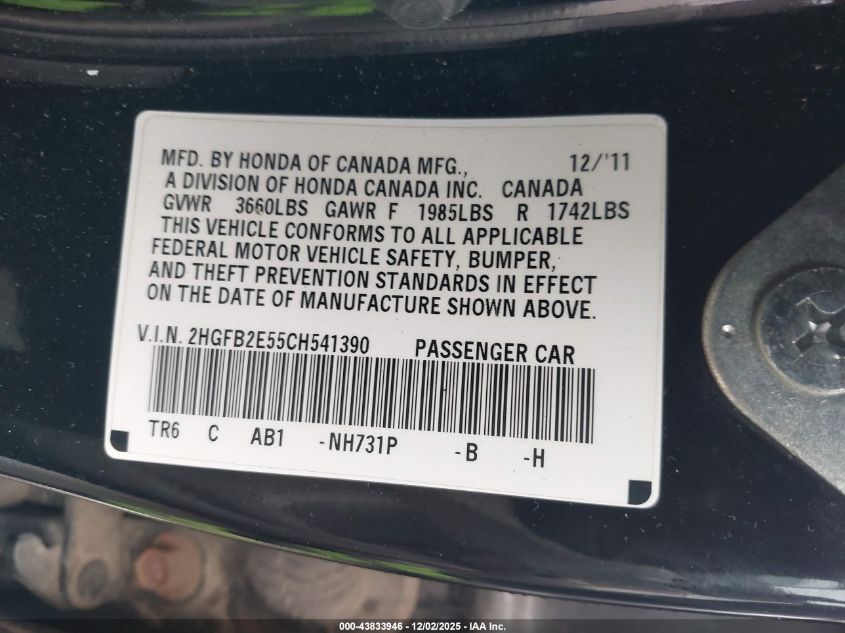 MFD. BY HONDA OF CANADA MFG., 12/'11
A DIVISION OF HONDA CANADA INC. CANADA
GVWR 3660LBS GAWR F 1985LBS R 1742LBS
THIS VEHICLE CONFORMS TO ALL APPLICABLE
FEDERAL MOTOR VEHICLE SAFETY, BUMPER,
AND THEFT PREVENTION STANDARDS IN EFFECT
ON THE DATE OF MANUFACTURE SHOWN ABOVE.
V.I.N. 2HGFB2E55CH541390 PASSENGER CAR
TR6 C AB1 -NH731P -B -H
000-43833946 - 12/02/2025 - IAA Inc.